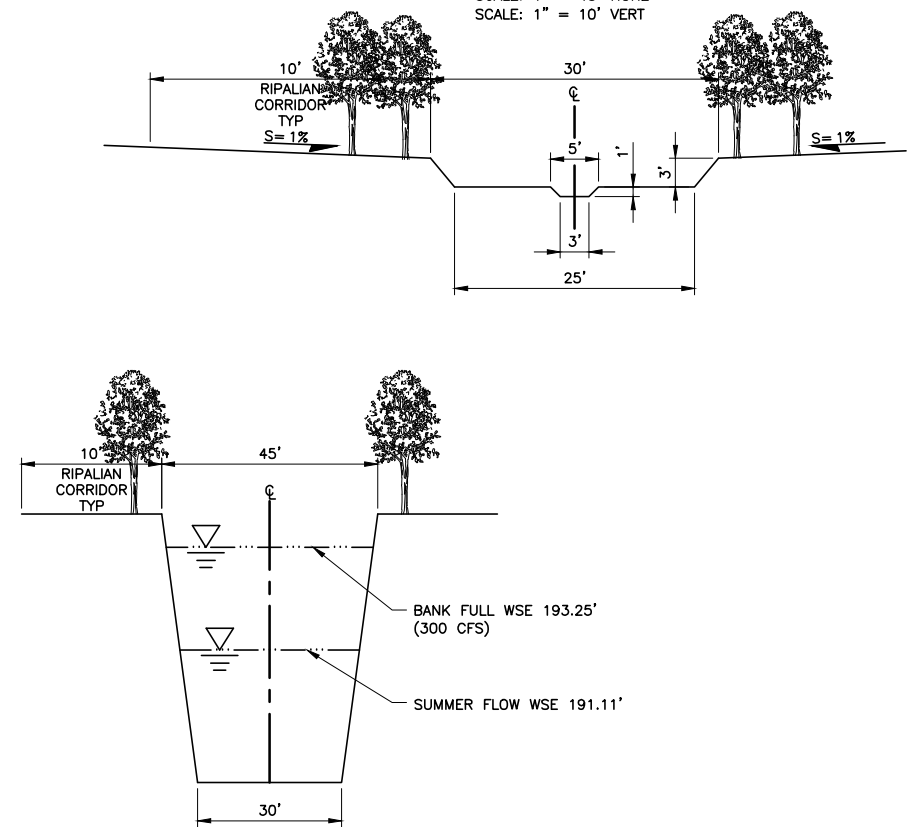 SCALE: 1" = 10' VERT
10'
30'
RIPALIAN
CORRIDOR
TYP
S= 1%
℄
5'
1'
S= 1%
3'
3'
25'
10'
45'
RIPALIAN
CORRIDOR
TYP
℄
BANK FULL WSE 193.25'
(300 CFS)
SUMMER FLOW WSE 191.11'
30'